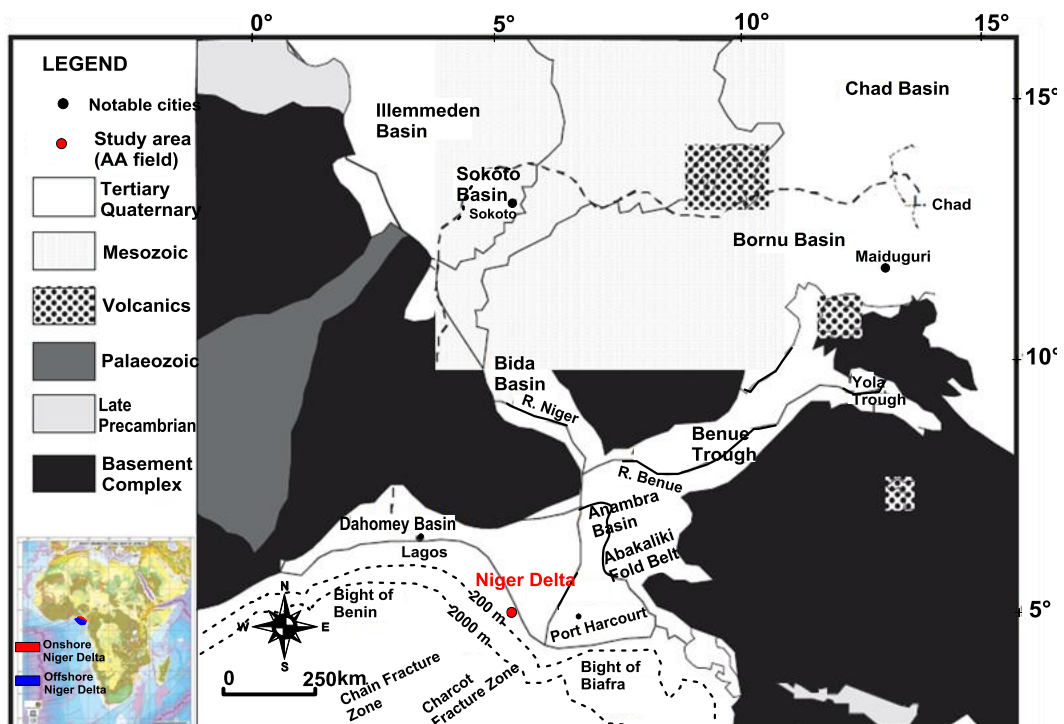 0°
5°
10°
15°
LEGEND
Notable cities
Study area
(AA field)
Tertiary
Quaternary
Mesozoic
Volcanics
Palaeozoic
Late
Precambrian
Basement
Complex
Onshore
Niger Delta
Offshore
Niger Delta
Illemmeden
Basin
Chad Basin
15°
Sokoto
Basin
Sokoto
Chad
Bornu Basin
Maiduguri
10°
Bida
Basin
R. Niger
Yola
Trough
Benue
Trough
R. Benue
Anambra
Basin
Abakaliki
Fold Belt
Dahomey Basin
Lagos
Niger Delta
Bight of
Benin
-200 m
2000 m
Port Harcourt
5°
N
W
E
S
0
250km
Chain Fracture
Zone
Charcot
Fracture Zone
Bight of
Biafra